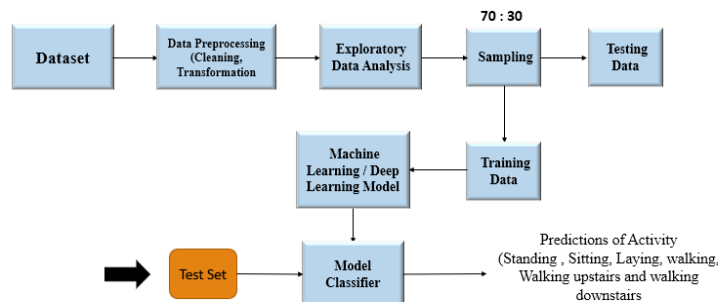 70 : 30
Dataset
Data Preprocessing
(Cleaning,
Transformation
Exploratory
Data Analysis
Sampling
Testing
Data
Machine
Learning / Deep
Learning Model
Training
Data
Test Set
Model
Classifier
Predictions of Activity
(Standing , Sitting, Laying, walking,
Walking upstairs and walking
downstairs